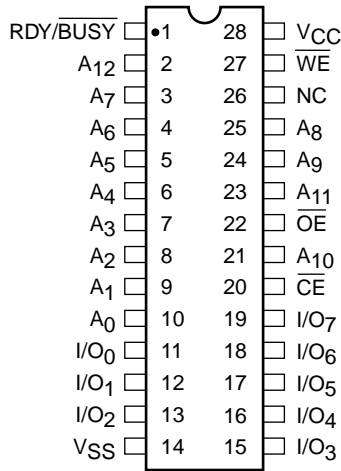 RDY/BUSY 1 28 VCC
A12 2 27 WE
A7 3 26 NC
A6 4 25 A8
A5 5 24 A9
A4 6 23 A11
A3 7 22 OE
A2 8 21 A10
A1 9 20 CE
A0 10 19 I/O7
I/O0 11 18 I/O6
I/O1 12 17 I/O5
I/O2 13 16 I/O4
VSS 14 15 I/O3